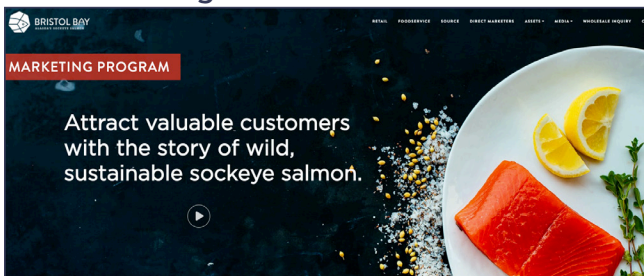 BRISTOL BAY
ALASKA'S SOCKEYE SALMON
RETAIL FOODSERVICE SOURCE DIRECT MARKETERS ASSETS MEDIA WHOLESALE INQUIRY
MARKETING PROGRAM
Attract valuable customers
with the story of wild,
sustainable sockeye salmon.